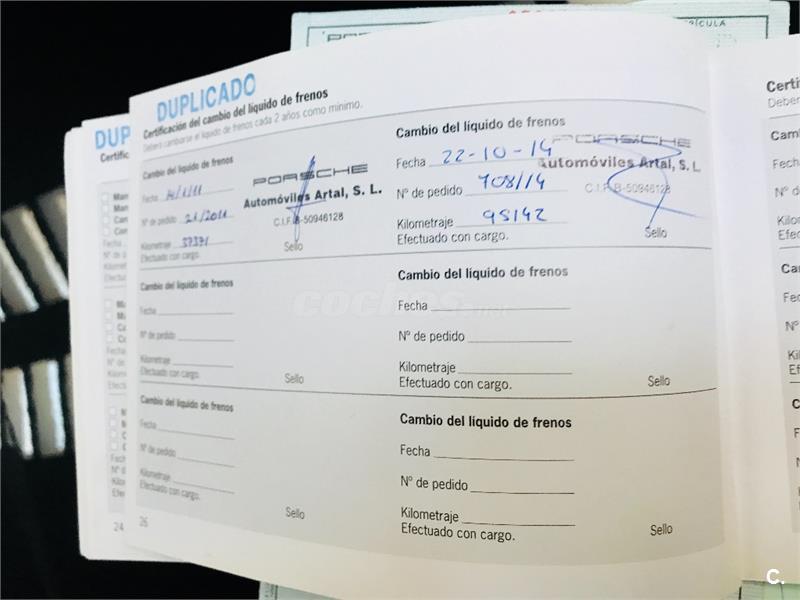 DUPLICADO
Certificación del cambio del líquido de frenos
Deberá cambiarse el líquido de frenos cada 2 años como mínimo.
Cambio del líquido de frenos
Fecha 14/1/11
Nº de pedido 21/2011
Kilometraje 37371
Efectuado con cargo.
PORSCHE
Automóviles Artal, S. L.
C.I.F. B-50946128
Sello
Cambio del líquido de frenos
Fecha 22-10-14
Nº de pedido 708/14
Kilometraje 95142
Efectuado con cargo.
PORSCHE
Automóviles Artal, S. L.
C.I.F. B-50946128
Sello
Cambio del líquido de frenos
Fecha
Nº de pedido
Kilometraje
Efectuado con cargo.
Sello
Cambio del líquido de frenos
Fecha
Nº de pedido
Kilometraje
Efectuado con cargo.
Sello
Cambio del líquido de frenos
Fecha
Nº de pedido
Kilometraje
Efectuado con cargo.
Sello
Cambio del líquido de frenos
Fecha
Nº de pedido
Kilometraje
Efectuado con cargo.
Sello
26
24
coches.net
C.